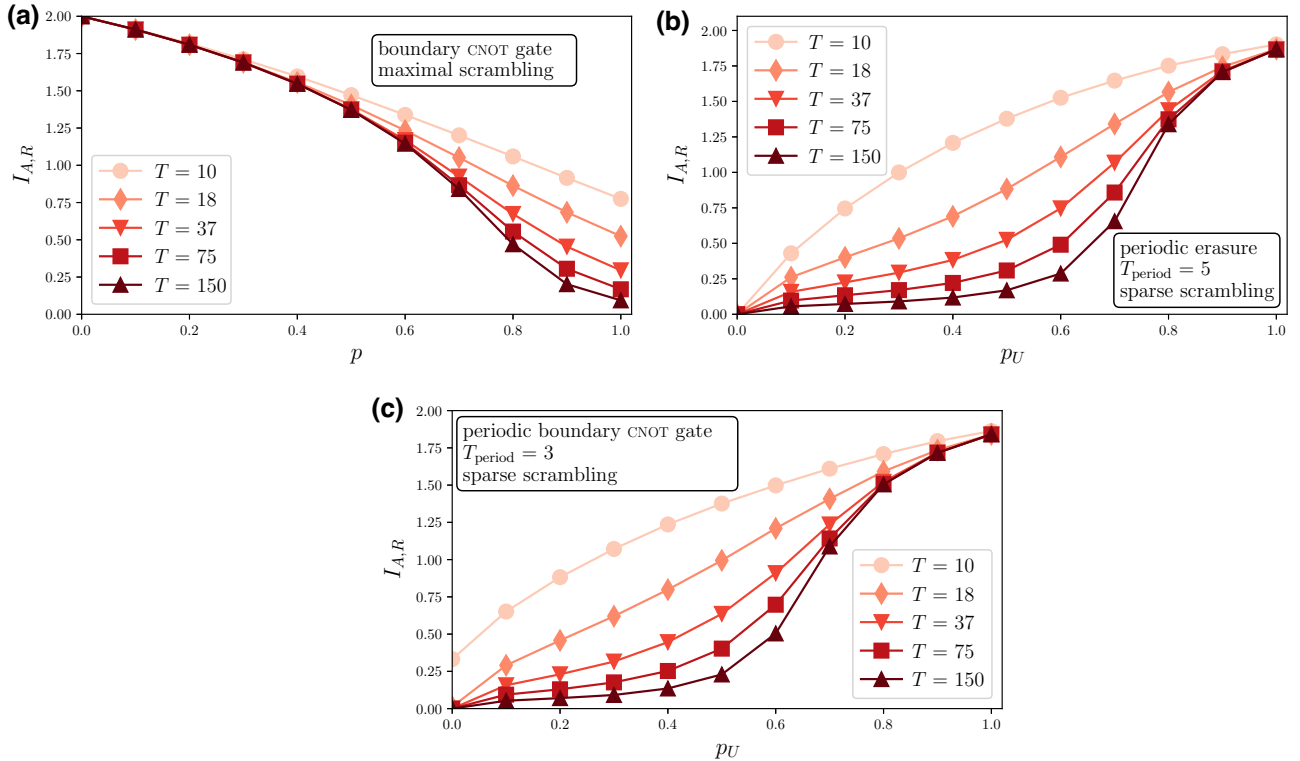 (a)
2.00
1.75
1.50
1.25
1.00
0.75
0.50
0.25
0.00
I_{A,R}
boundary CNOT gate
maximal scrambling
T = 10
T = 18
T = 37
T = 75
T = 150
0.0 0.2 0.4 0.6 0.8 1.0
p
(b)
2.00
1.75
1.50
1.25
1.00
0.75
0.50
0.25
0.00
I_{A,R}
T = 10
T = 18
T = 37
T = 75
T = 150
periodic erasure
T_{period} = 5
sparse scrambling
0.0 0.2 0.4 0.6 0.8 1.0
p_U
(c)
2.00
1.75
1.50
1.25
1.00
0.75
0.50
0.25
0.00
I_{A,R}
periodic boundary CNOT gate
T_{period} = 3
sparse scrambling
T = 10
T = 18
T = 37
T = 75
T = 150
0.0 0.2 0.4 0.6 0.8 1.0
p_U